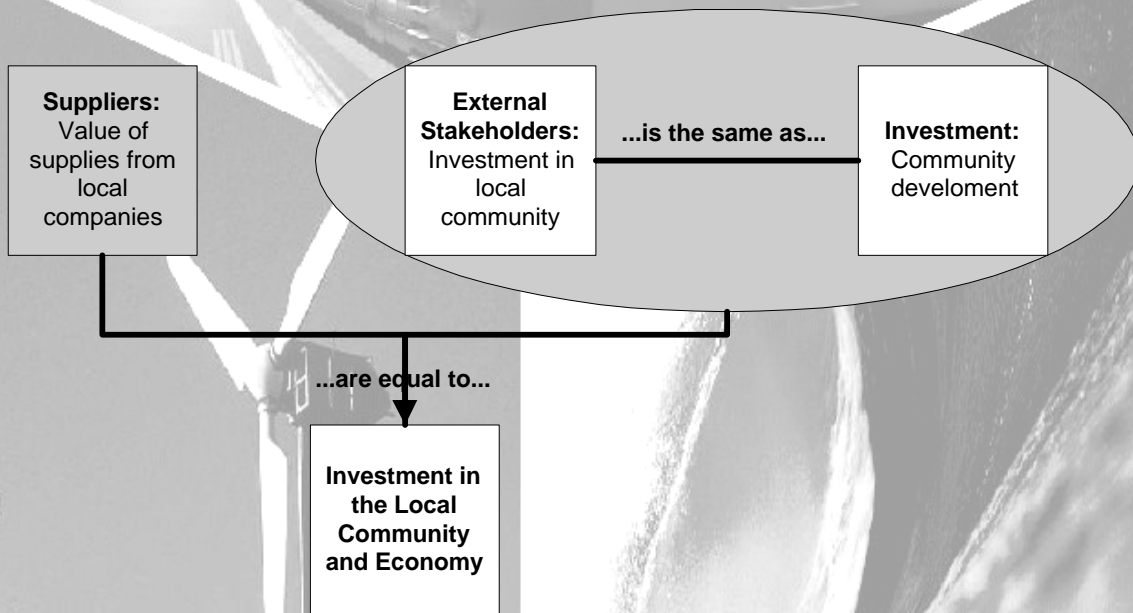 Suppliers:
Value of
supplies from
local
companies
External
Stakeholders:
Investment in
local
community
...is the same as...
Investment:
Community
develoment
...are equal to...
Investment in
the Local
Community
and Economy